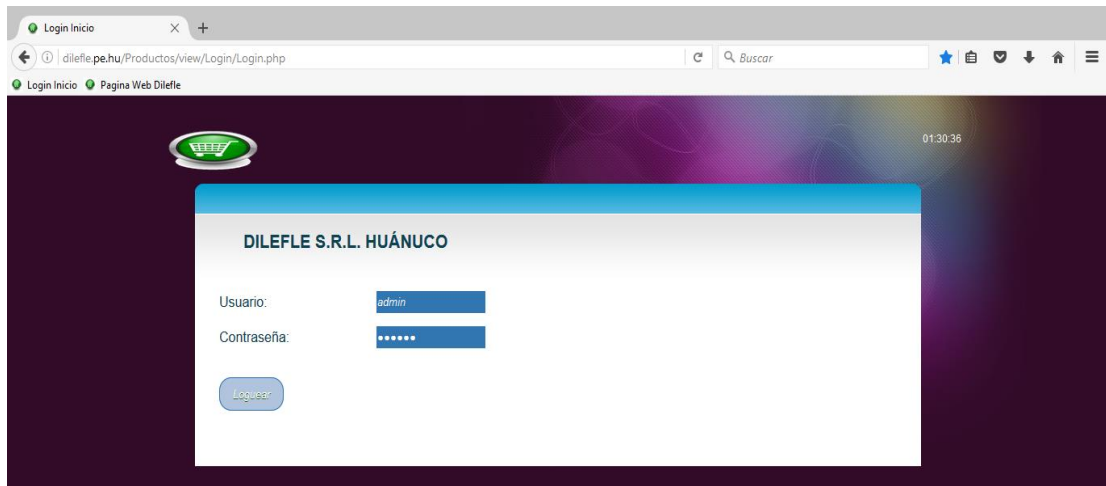 Login Inicio
dilefle.pe.hu/Productos/view/Login/Login.php
Buscar
Login Inicio Pagina Web Dilefle
01:30:36
DILEFLE S.R.L. HUÁNUCO
Usuario: admin
Contraseña: ••••••
Loguear